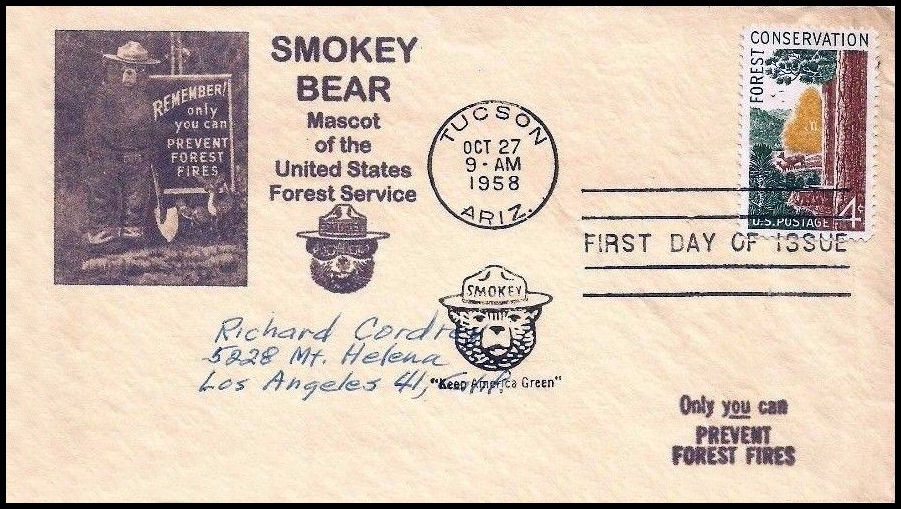 REMEMBER!
only
you can
PREVENT
FOREST
FIRES
SMOKEY
BEAR
Mascot
of the
United States
Forest Service
TUCSON
OCT 27
9-AM
1958
ARIZ.
FOREST CONSERVATION
U.S. POSTAGE 4¢
FIRST DAY OF ISSUE
SMOKEY
"Keep America Green"
Richard
5228 Mt. Helena
Los Angeles 41,
Only you can
PREVENT
FOREST FIRES